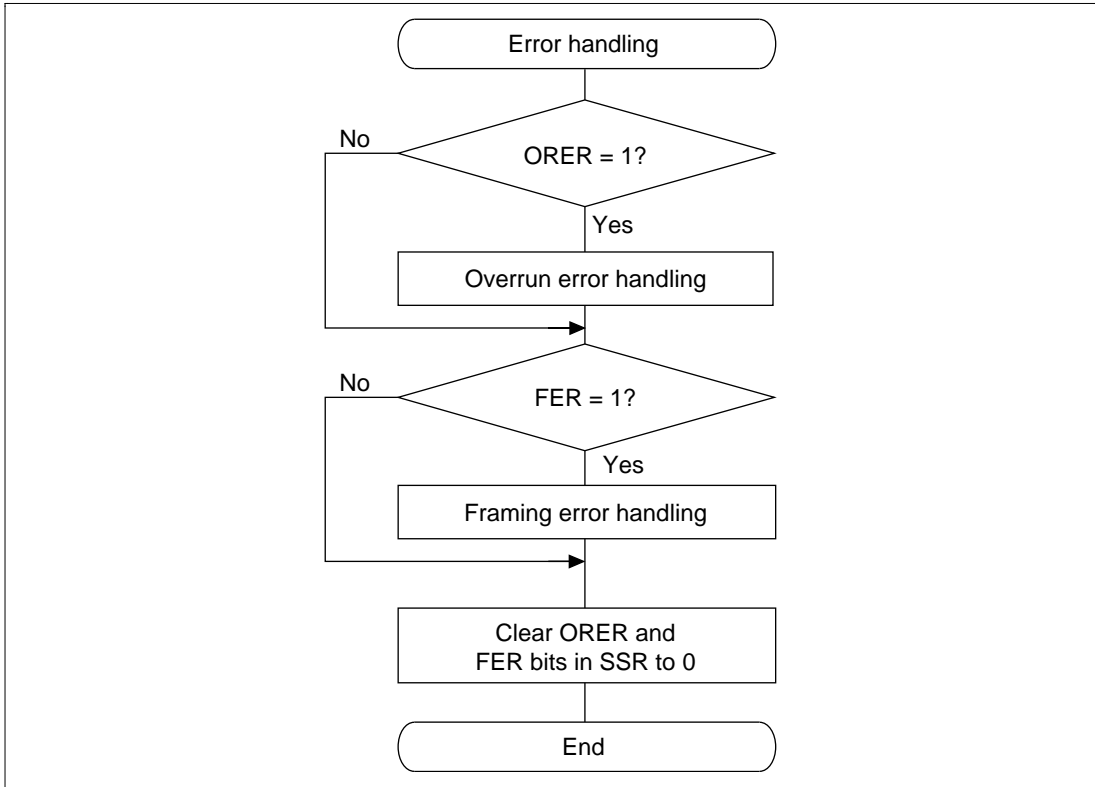 Error handling
No
ORER = 1?
Yes
Overrun error handling
No
FER = 1?
Yes
Framing error handling
Clear ORER and
FER bits in SSR to 0
End